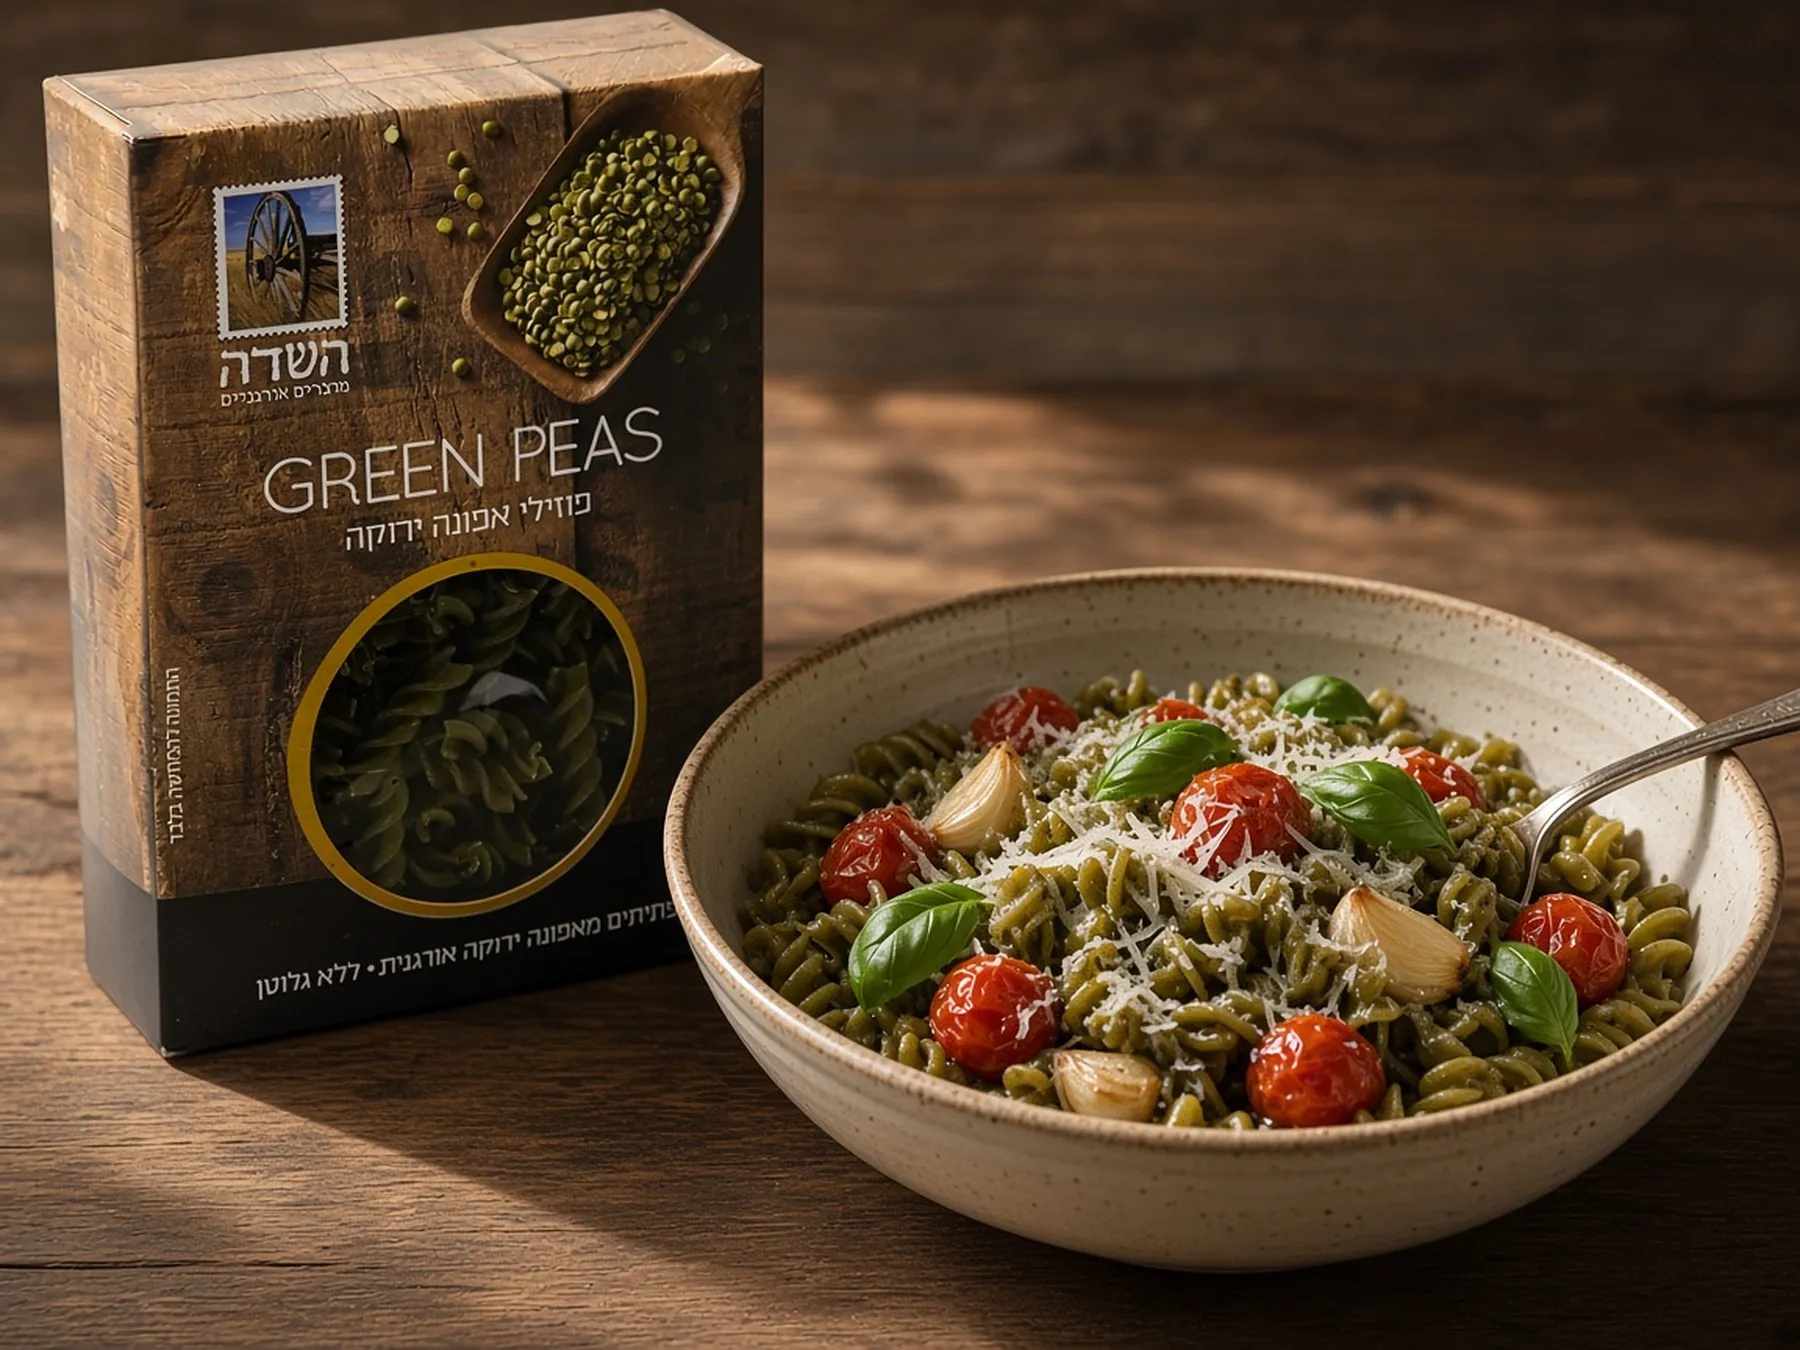 השדה
מוצרים אורגניים
GREEN PEAS
פוזילי אפונה ירוקה
התמונה להמחשה בלבד
פתיתים מאפונה ירוקה אורגנית • ללא גלוטן